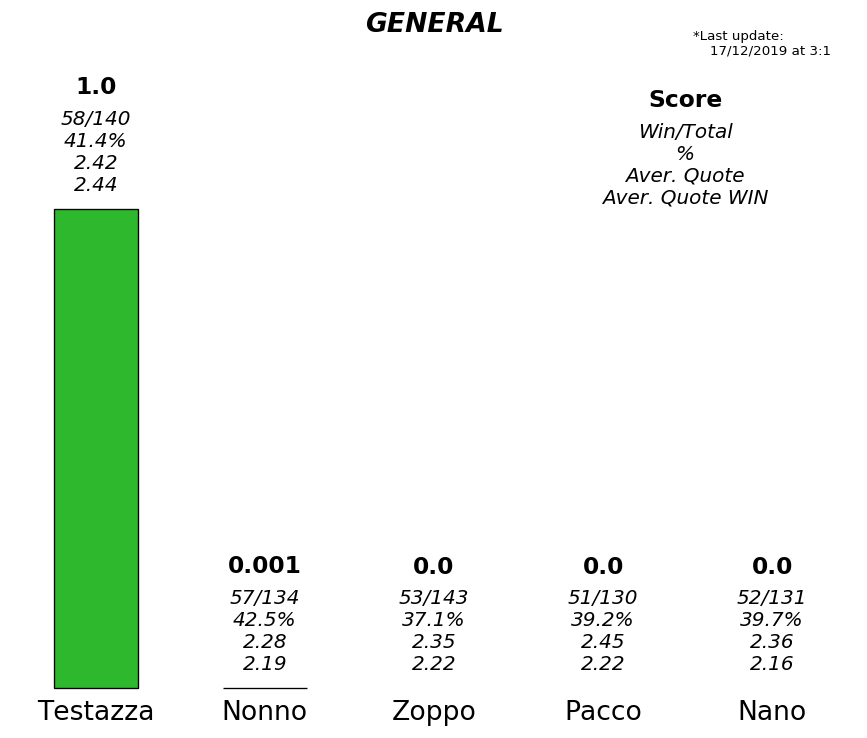 GENERAL
*Last update:
17/12/2019 at 3:1
1.0
58/140
41.4%
2.42
2.44
Score
Win/Total
%
Aver. Quote
Aver. Quote WIN
0.001
57/134
42.5%
2.28
2.19
0.0
53/143
37.1%
2.35
2.22
0.0
51/130
39.2%
2.45
2.22
0.0
52/131
39.7%
2.36
2.16
Testazza
Nonno
Zoppo
Pacco
Nano